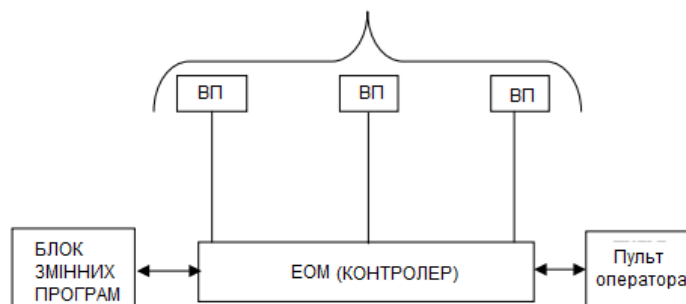 ВП ВП ВП
БЛОК
ЗМІННИХ
ПРОГРАМ
ЕОМ (КОНТРОЛЕР)
Пульт
оператора